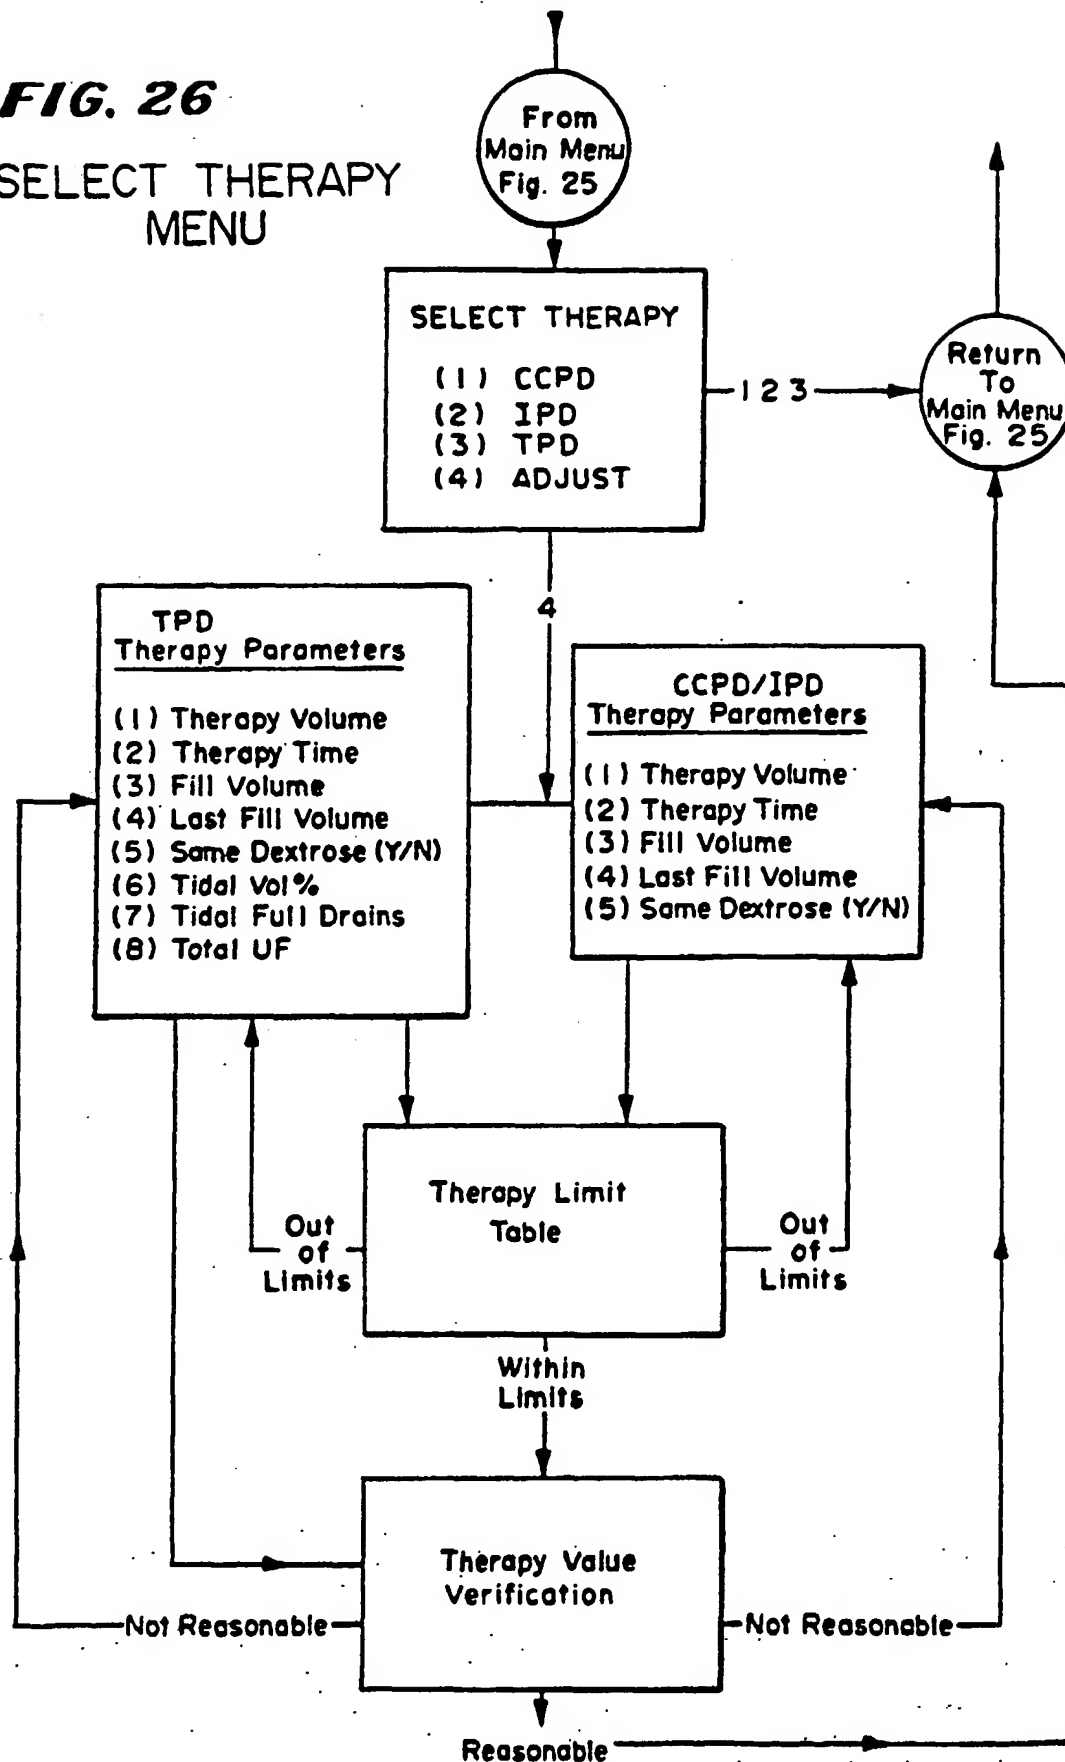 FIG. 26
SELECT THERAPY
MENU
From
Main Menu
Fig. 25
SELECT THERAPY
(1) CCPD
(2) IPD
(3) TPD
(4) ADJUST
1 2 3
Return
To
Main Menu
Fig. 25
4
TPD
Therapy Parameters
(1) Therapy Volume
(2) Therapy Time
(3) Fill Volume
(4) Last Fill Volume
(5) Same Dextrose (Y/N)
(6) Tidal Vol%
(7) Tidal Full Drains
(8) Total UF
CCPD/IPD
Therapy Parameters
(1) Therapy Volume
(2) Therapy Time
(3) Fill Volume
(4) Last Fill Volume
(5) Same Dextrose (Y/N)
Therapy Limit
Table
Out
of
Limits
Out
of
Limits
Within
Limits
Therapy Value
Verification
Not Reasonable
Not Reasonable
Reasonable